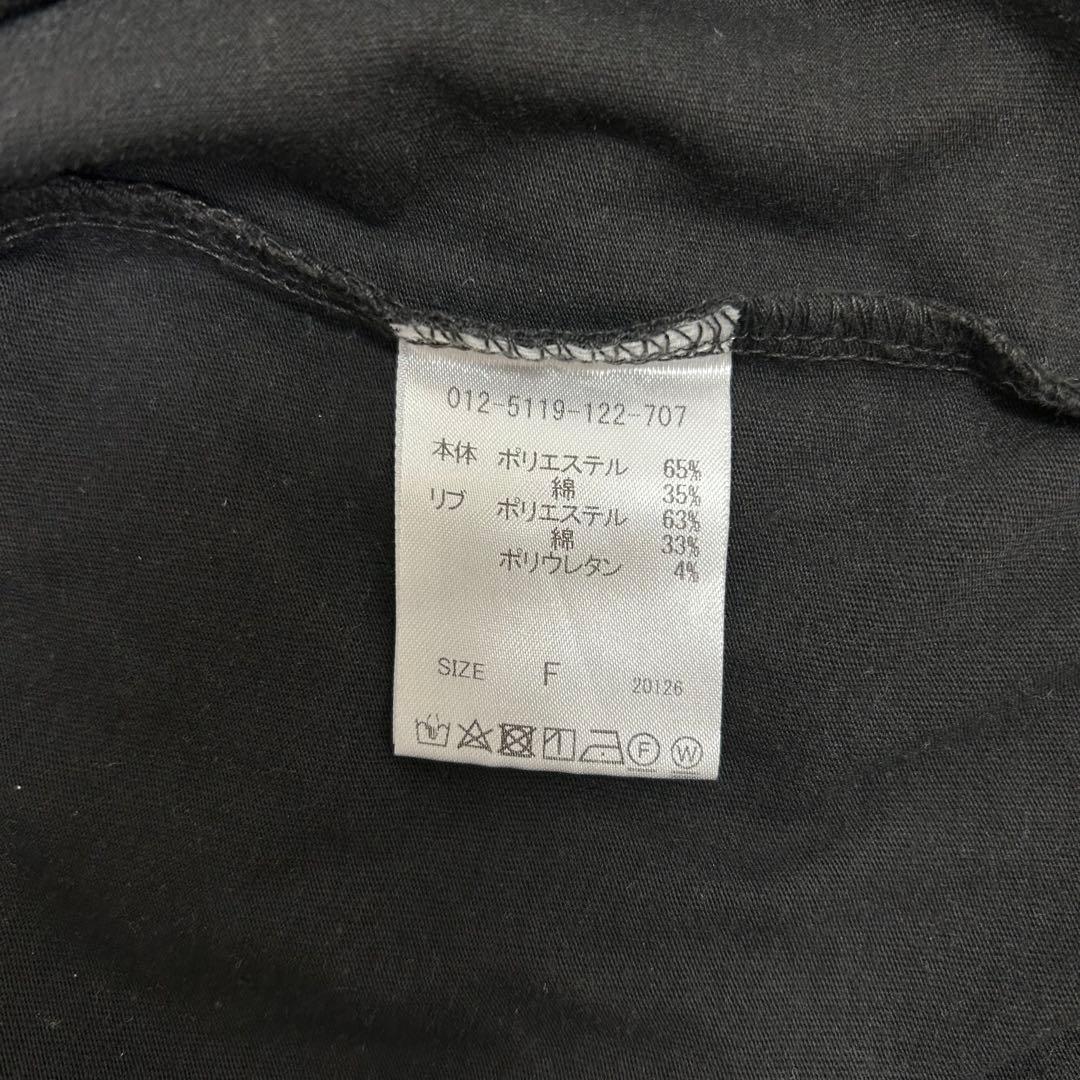 012-5119-122-707
本体 ポリエステル 65%
綿 35%
リブ ポリエステル 63%
綿 33%
ポリウレタン 4%
SIZE F 20126
F W